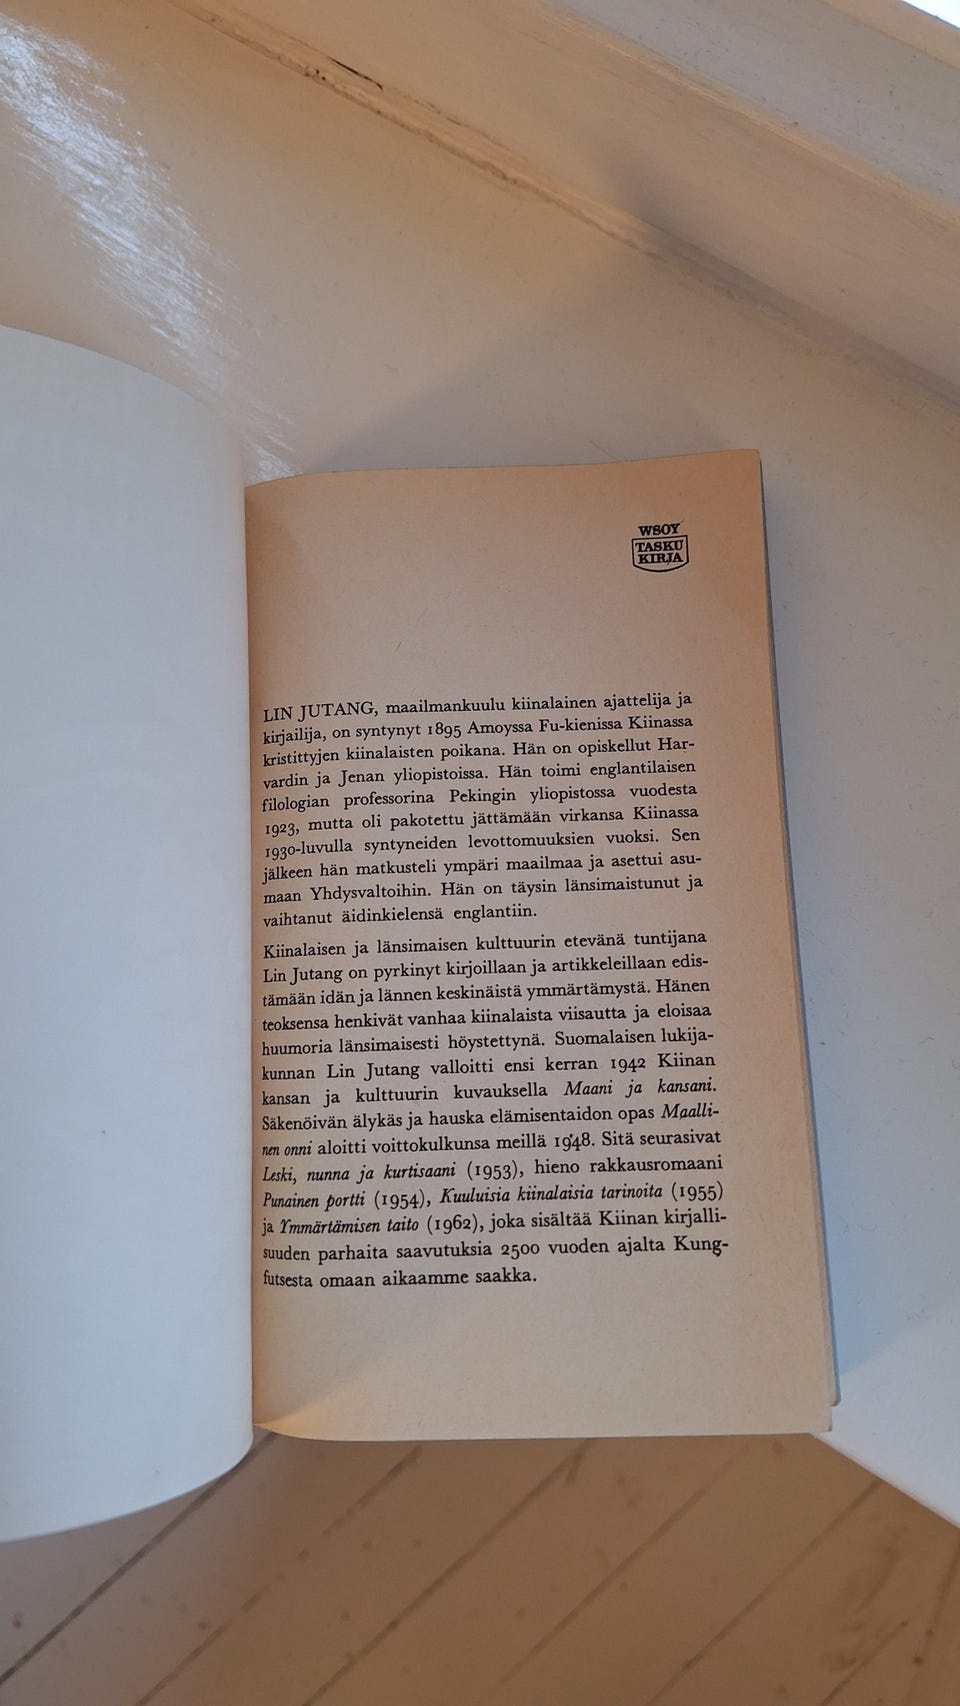 WSOY
TASKU
KIRJA
LIN JUTANG, maailmankuulu kiinalainen ajattelija ja
kirjailija, on syntynyt 1895 Amoyssa Fu-kienissa Kiinassa
kristittyjen kiinalaisten poikana. Hän on opiskellut Har-
vardin ja Jenan yliopistoissa. Hän toimi englantilaisen
filologian professorina Pekingin yliopistossa vuodesta
1923, mutta oli pakotettu jättämään virkansa Kiinassa
1930-luvulla syntyneiden levottomuuksien vuoksi. Sen
jälkeen hän matkusteli ympäri maailmaa ja asettui asu-
maan Yhdysvaltoihin. Hän on täysin länsimaistunut ja
vaihtanut äidinkielensä englantiin.
Kiinalaisen ja länsimaisen kulttuurin etevänä tuntijana
Lin Jutang on pyrkinyt kirjoillaan ja artikkeleillaan edis-
tämään idän ja lännen keskinäistä ymmärtämystä. Hänen
teoksensa henkivät vanhaa kiinalaista viisautta ja eloisaa
huumoria länsimaisesti höystettynä. Suomalaisen lukija-
kunnan Lin Jutang valloitti ensi kerran 1942 Kiinan
kansan ja kulttuurin kuvauksella Maani ja kansani.
Säkenöivän älykäs ja hauska elämisentaidon opas Maalli-
nen onni aloitti voittokulkunsa meillä 1948. Sitä seurasivat
Leski, nunna ja kurtisaani (1953), hieno rakkausromaani
Punainen portti (1954), Kuuluisia kiinalaisia tarinoita (1955)
ja Ymmärtämisen taito (1962), joka sisältää Kiinan kirjalli-
suuden parhaita saavutuksia 2500 vuoden ajalta Kung-
futsesta omaan aikaamme saakka.